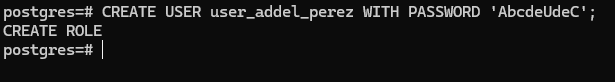 postgres=# CREATE USER user_addel_perez WITH PASSWORD 'AbcdeUdeC';
CREATE ROLE
postgres=#